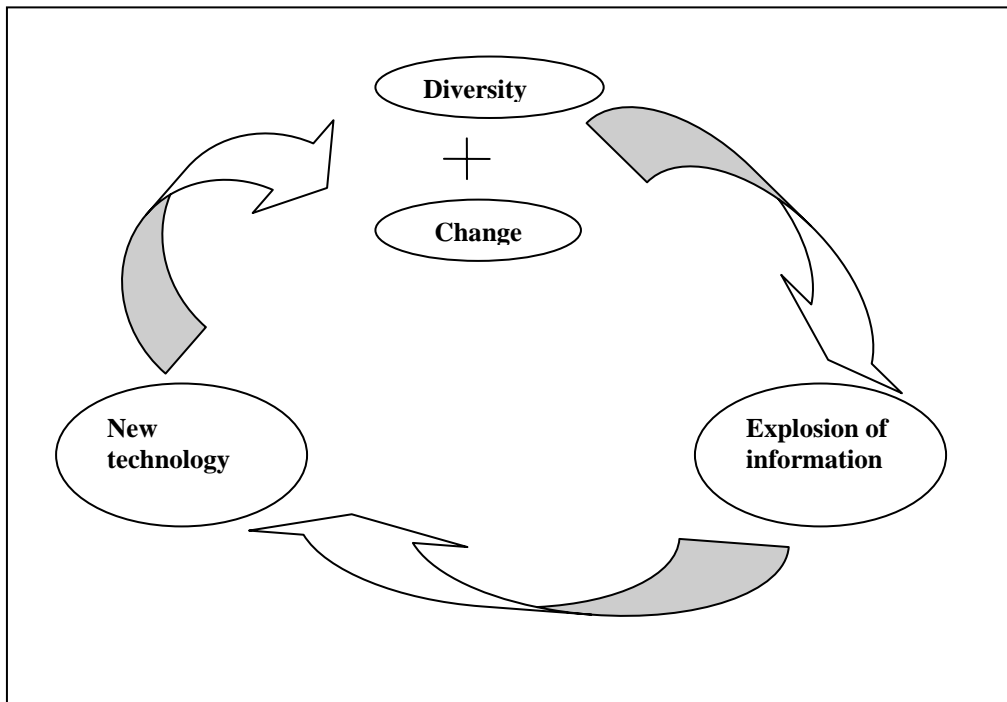 Diversity
+
Change
New
technology
Explosion of
information